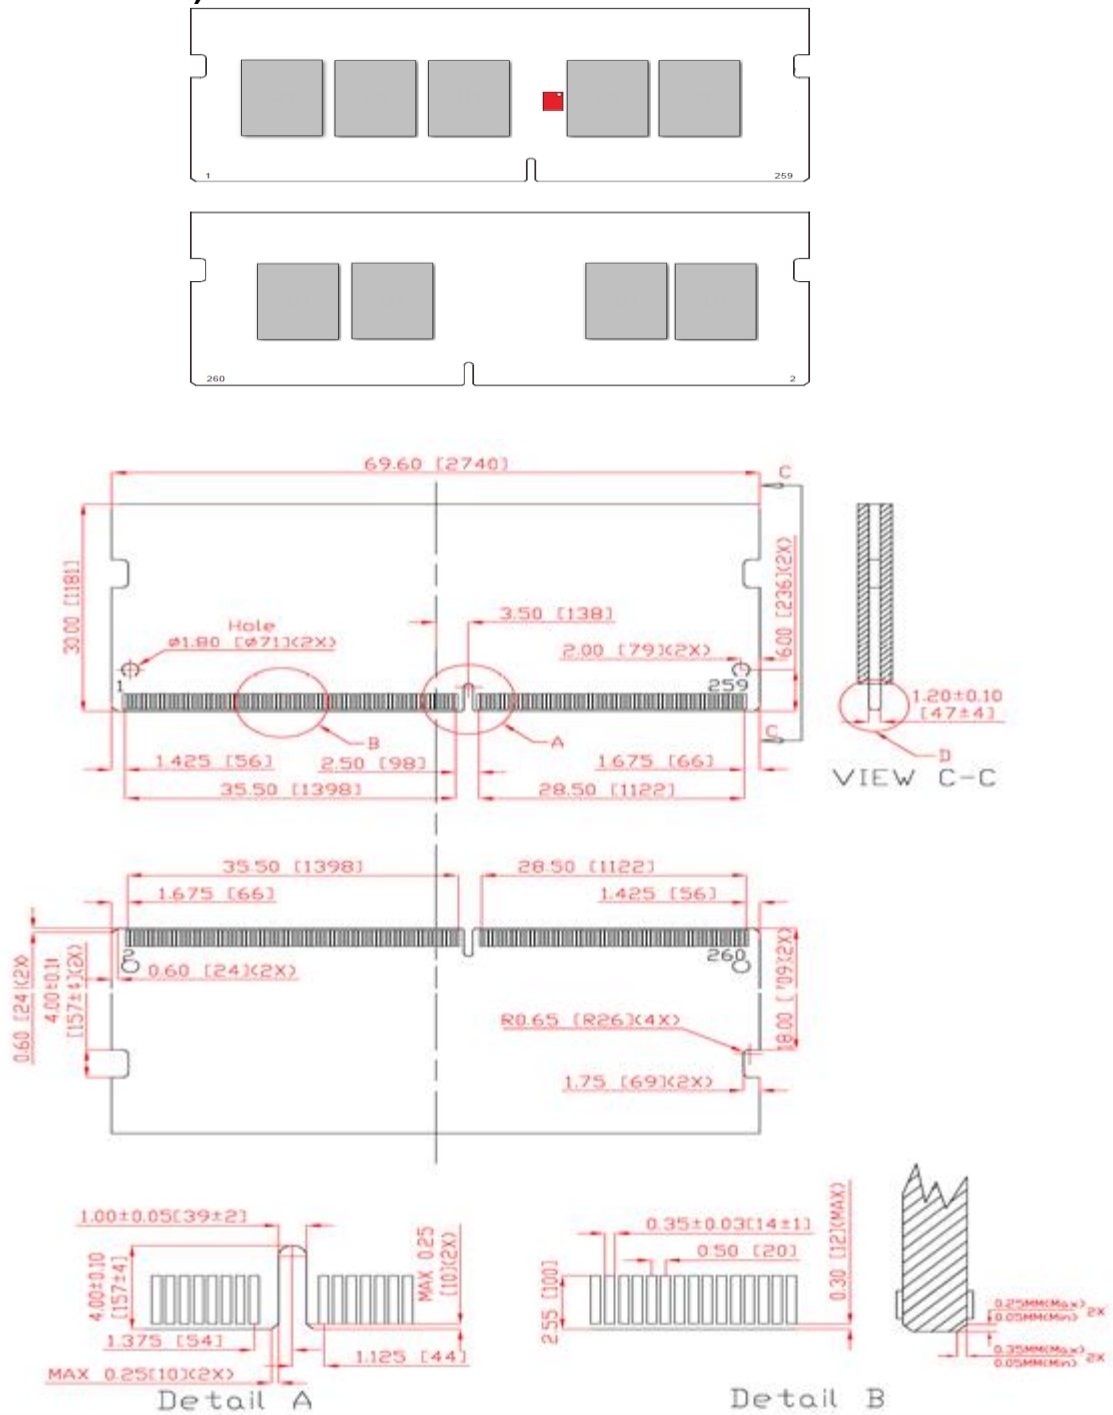 1
259
260
2
69.60 [2740]
C
30.00 [1181]
3.50 [138]
Hole
ø1.80 [ø71](2X)
2.00 [79](2X)
6.00 [236](2X)
1
259
1.20±0.10
[47±4]
B
A
C
D
1.425 [56]
2.50 [98]
1.675 [66]
VIEW C-C
35.50 [1398]
28.50 [1122]
35.50 [1398]
28.50 [1122]
1.675 [66]
1.425 [56]
2
260
0.60 [24](2X)
0.60 [24](2X)
4.00±0.10
[157±4](2X)
18.00 [709](2X)
R0.65 [R26](4X)
1.75 [69](2X)
1.00±0.05[39±2]
4.00±0.10
[157±4]
MAX 0.25
[10](2X)
1.375 [54]
1.125 [44]
MAX 0.25[10](2X)
Detail A
0.35±0.03[14±1]
0.50 [20]
0.30 [12](MAX)
2.55 [100]
Detail B
0.25MM(Max)
0.05MM(Min) 2X
0.35MM(Max)
0.05MM(Min) 2X